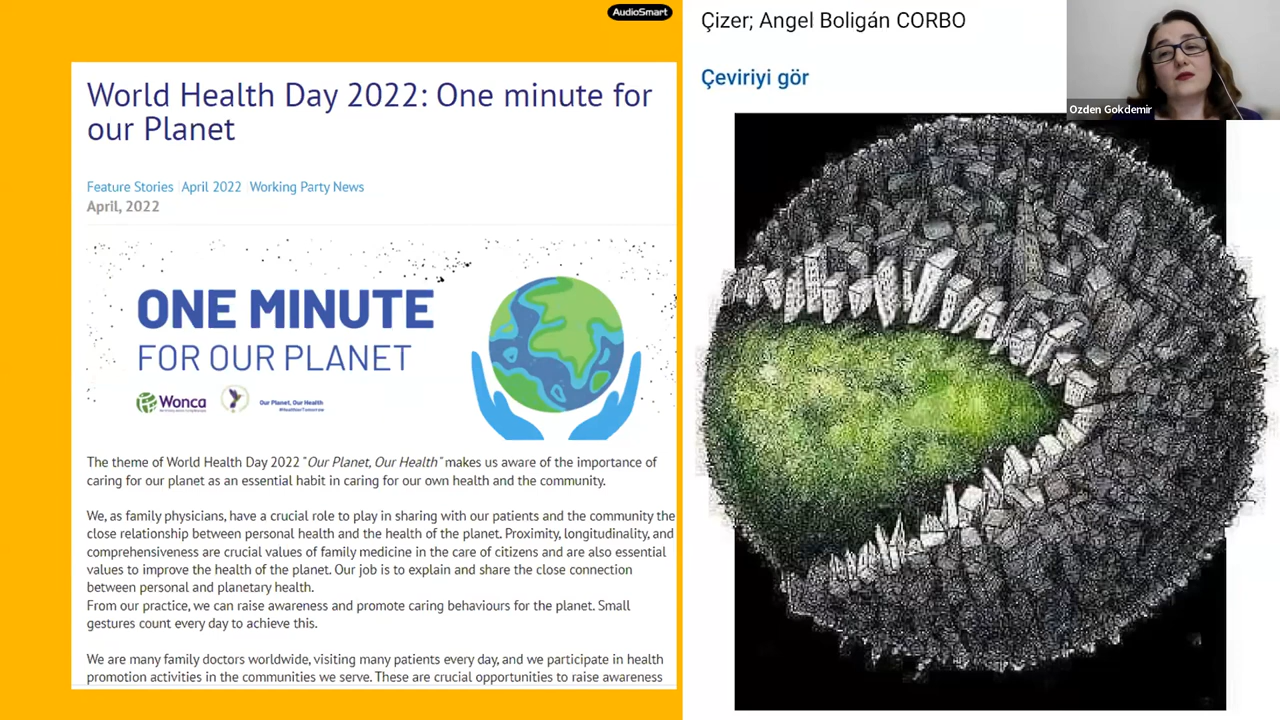 AudioSmart
World Health Day 2022: One minute for
our Planet
Feature Stories April 2022 Working Party News
April, 2022
ONE MINUTE
FOR OUR PLANET
Wonca
Our Planet, Our Health
#HealthierTomorrow
The theme of World Health Day 2022 "Our Planet, Our Health" makes us aware of the importance of
caring for our planet as an essential habit in caring for our own health and the community.
We, as family physicians, have a crucial role to play in sharing with our patients and the community the
close relationship between personal health and the health of the planet. Proximity, longitudinality, and
comprehensiveness are crucial values of family medicine in the care of citizens and are also essential
values to improve the health of the planet. Our job is to explain and share the close connection
between personal and planetary health.
From our practice, we can raise awareness and promote caring behaviours for the planet. Small
gestures count every day to achieve this.
We are many family doctors worldwide, visiting many patients every day, and we participate in health
promotion activities in the communities we serve. These are crucial opportunities to raise awareness
Çizer; Angel Boligán CORBO
Çeviriyi gör
Ozden Gokdemir